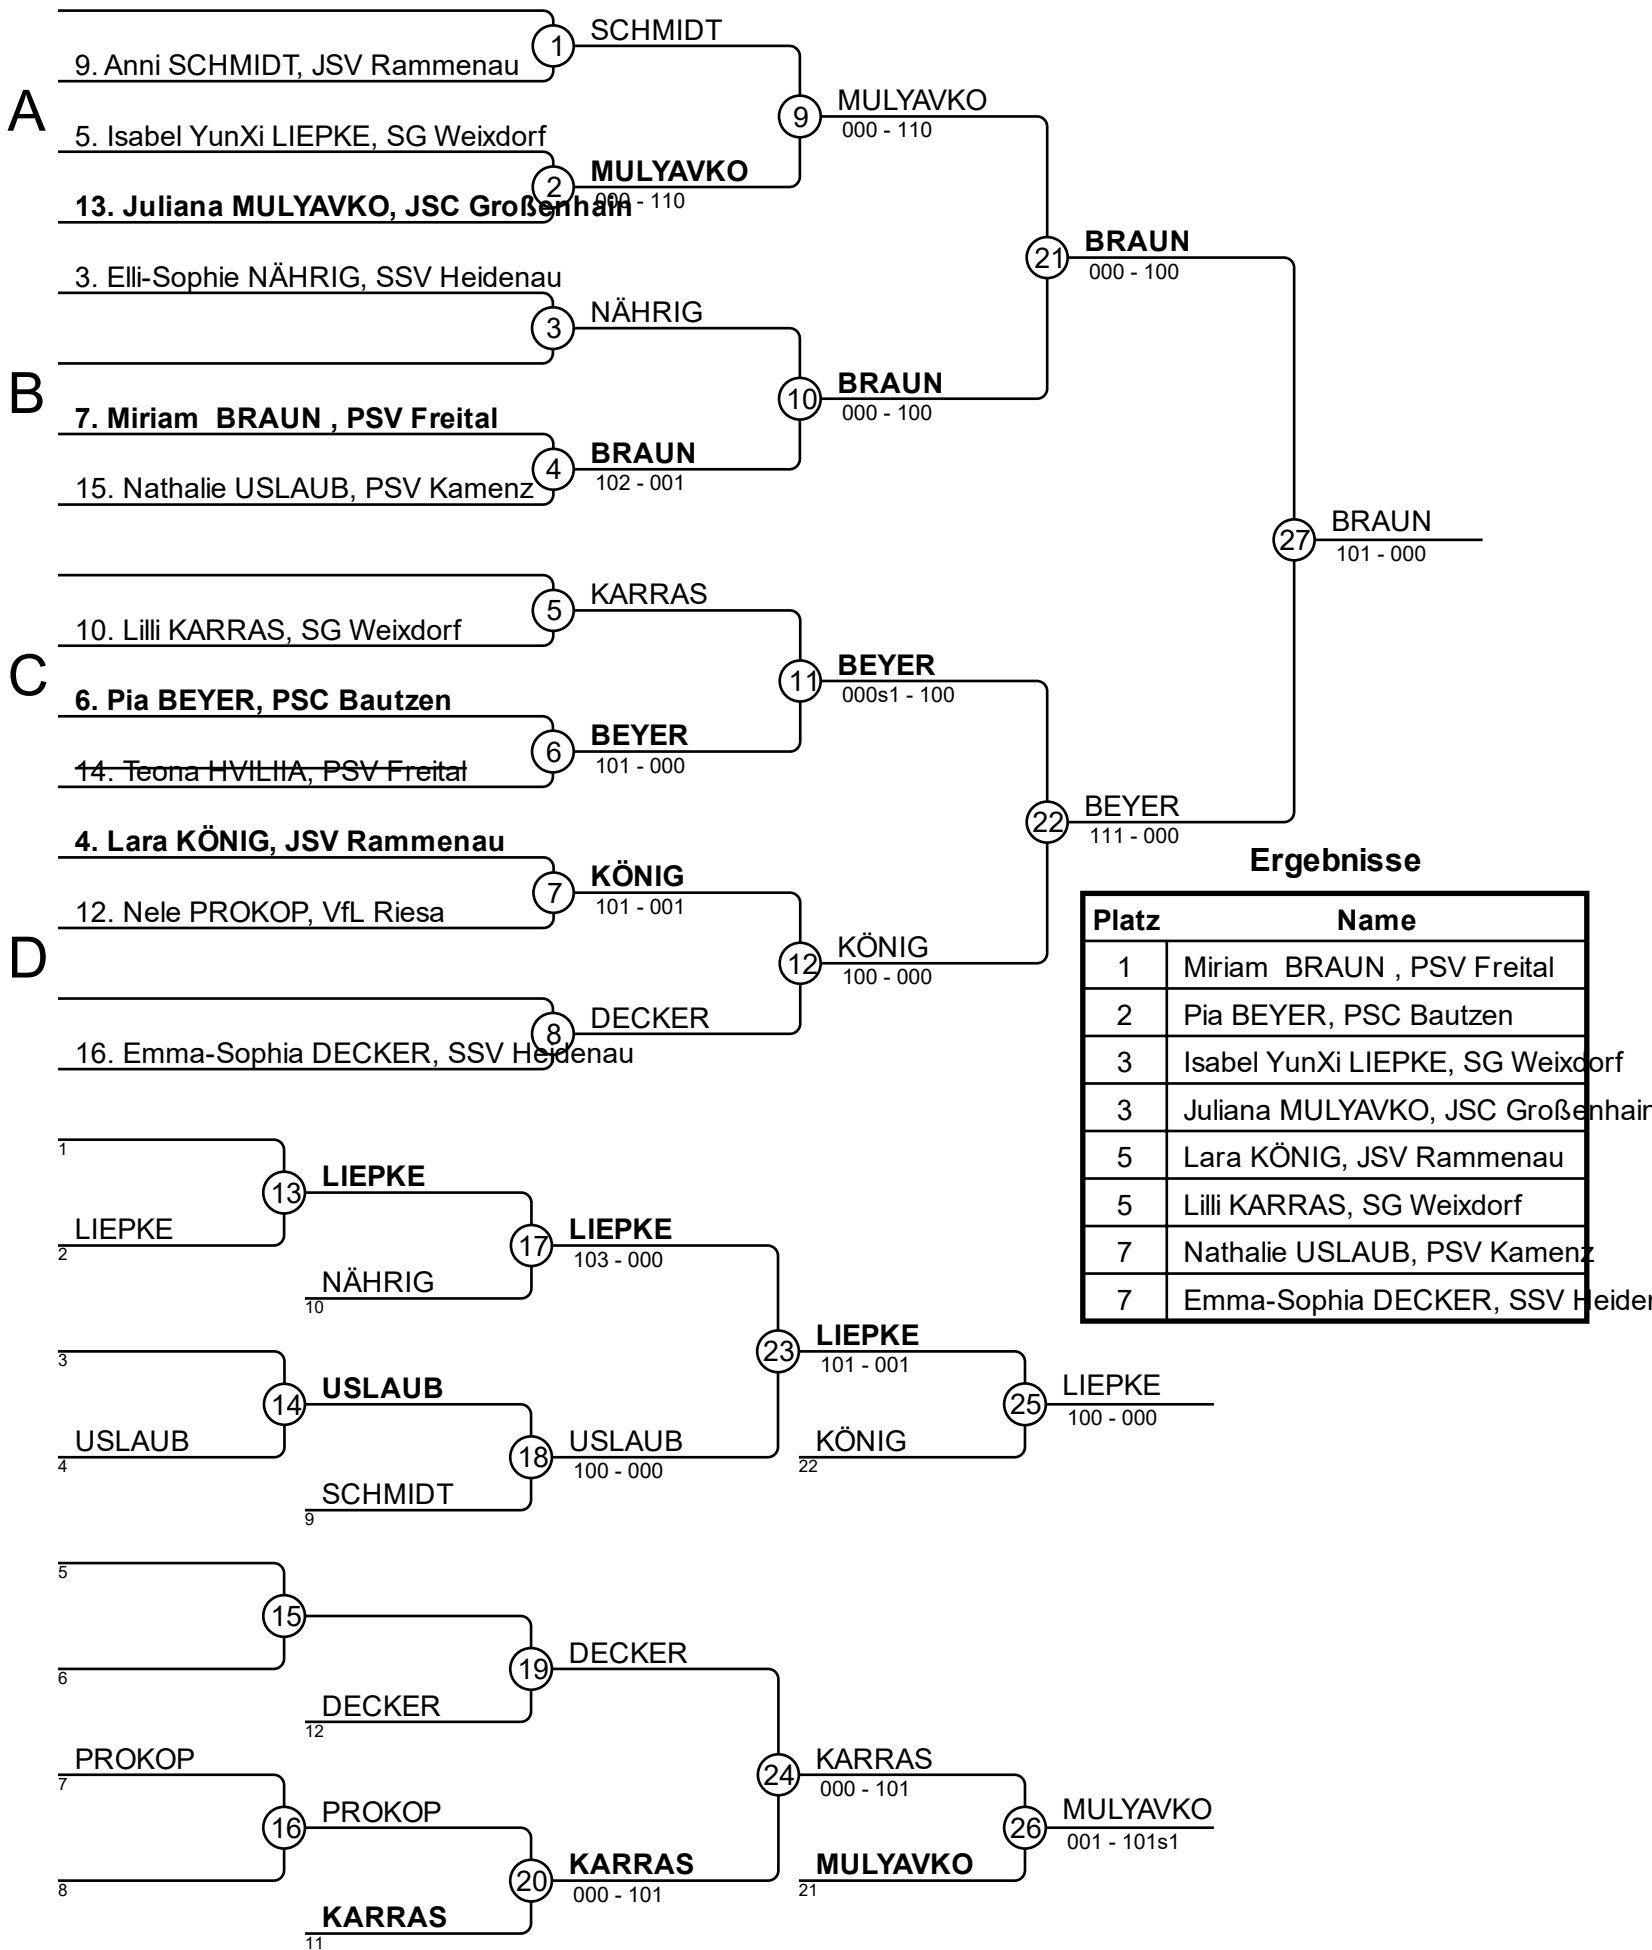 SCHMIDT
1
9. Anni SCHMIDT, JSV Rammenau
A
MULYAVKO
9
000 - 110
5. Isabel YunXi LIEPKE, SG Weixdorf
MULYAVKO
2
000 - 110
13. Juliana MULYAVKO, JSC Großenhain
BRAUN
21
000 - 100
3. Elli-Sophie NÄHRIG, SSV Heidenau
NÄHRIG
3
B
BRAUN
10
000 - 100
7. Miriam  BRAUN , PSV Freital
BRAUN
4
102 - 001
15. Nathalie USLAUB, PSV Kamenz
BRAUN
27
101 - 000
KARRAS
5
10. Lilli KARRAS, SG Weixdorf
C
BEYER
11
000s1 - 100
6. Pia BEYER, PSC Bautzen
BEYER
6
101 - 000
14. Teona HVILIIA, PSV Freital
BEYER
22
111 - 000
4. Lara KÖNIG, JSV Rammenau
KÖNIG
7
101 - 001
12. Nele PROKOP, VfL Riesa
D
KÖNIG
12
100 - 000
DECKER
8
16. Emma-Sophia DECKER, SSV Heidenau
Ergebnisse
Platz Name
1 Miriam  BRAUN , PSV Freital
2 Pia BEYER, PSC Bautzen
3 Isabel YunXi LIEPKE, SG Weixdorf
3 Juliana MULYAVKO, JSC Großenhain
5 Lara KÖNIG, JSV Rammenau
5 Lilli KARRAS, SG Weixdorf
7 Nathalie USLAUB, PSV Kamenz
7 Emma-Sophia DECKER, SSV Heiden
1
LIEPKE
13
LIEPKE
2
LIEPKE
17
103 - 000
NÄHRIG
10
LIEPKE
23
101 - 001
3
USLAUB
14
USLAUB
4
USLAUB
18
100 - 000
SCHMIDT
9
LIEPKE
25
100 - 000
KÖNIG
22
5
15
6
DECKER
19
DECKER
12
KARRAS
24
000 - 101
PROKOP
7
PROKOP
16
8
KARRAS
20
000 - 101
KARRAS
11
MULYAVKO
26
001 - 101s1
MULYAVKO
21